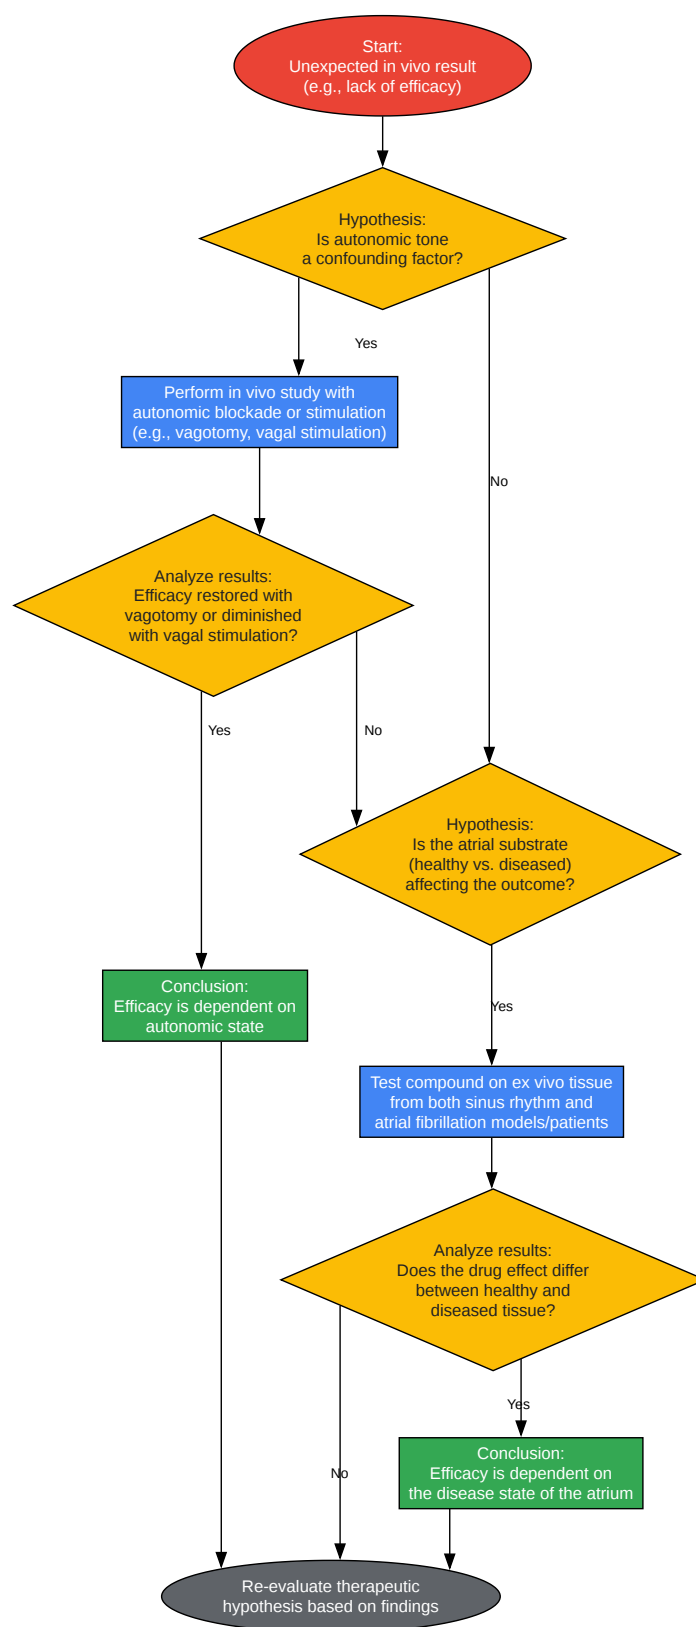 Start:
Unexpected in vivo result
(e.g., lack of efficacy)
Hypothesis:
Is autonomic tone
a confounding factor?
Yes
Perform in vivo study with
autonomic blockade or stimulation
(e.g., vagotomy, vagal stimulation)
No
Analyze results:
Efficacy restored with
vagotomy or diminished
with vagal stimulation?
Yes
No
Hypothesis:
Is the atrial substrate
(healthy vs. diseased)
affecting the outcome?
Conclusion:
Efficacy is dependent on
autonomic state
Yes
Test compound on ex vivo tissue
from both sinus rhythm and
atrial fibrillation models/patients
Analyze results:
Does the drug effect differ
between healthy and
diseased tissue?
Yes
No
Conclusion:
Efficacy is dependent on
the disease state of the atrium
Re-evaluate therapeutic
hypothesis based on findings